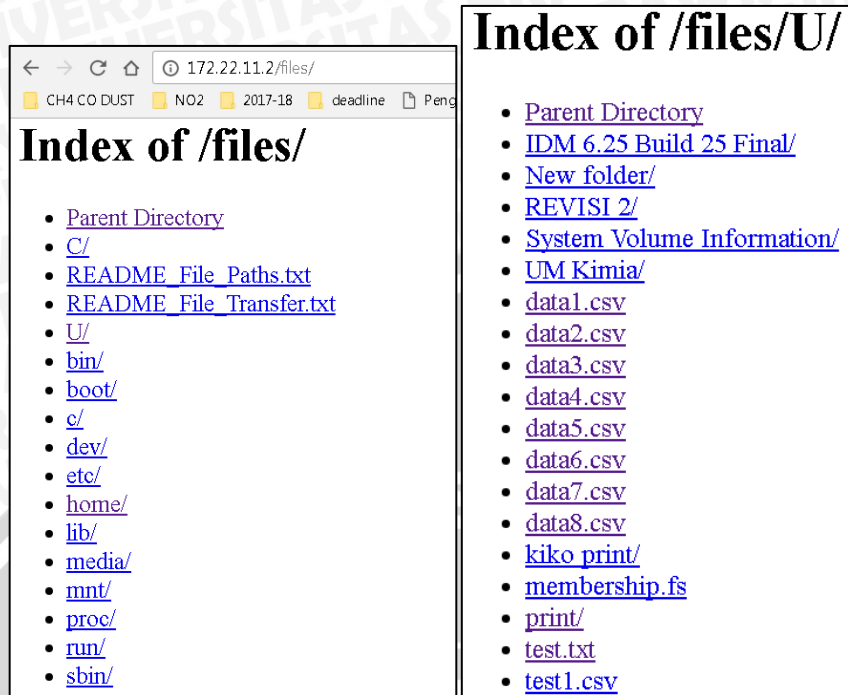 172.22.11.2/files/
CH4 CO DUST NO2 2017-18 deadline Peng
Index of /files/
Parent Directory
C/
README_File_Paths.txt
README_File_Transfer.txt
U/
bin/
boot/
c/
dev/
etc/
home/
lib/
media/
mnt/
proc/
run/
sbin/
Index of /files/U/
Parent Directory
IDM 6.25 Build 25 Final/
New folder/
REVISI 2/
System Volume Information/
UM Kimia/
data1.csv
data2.csv
data3.csv
data4.csv
data5.csv
data6.csv
data7.csv
data8.csv
kiko print/
membership.fs
print/
test.txt
test1.csv